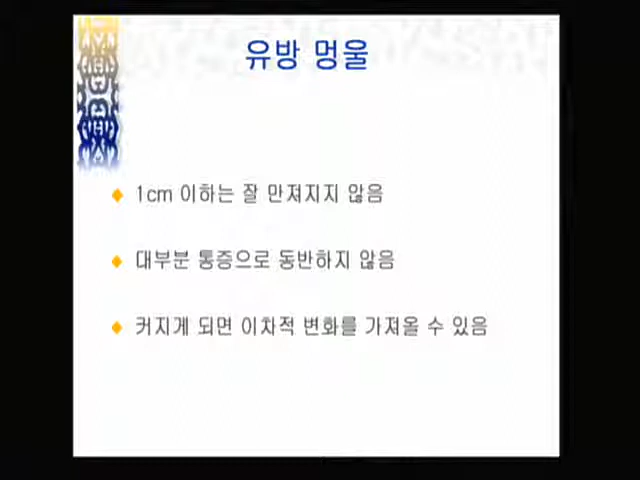 유방 멍울
1cm 이하는 잘 만져지지 않음
대부분 통증으로 동반하지 않음
커지게 되면 이차적 변화를 가져올 수 있음